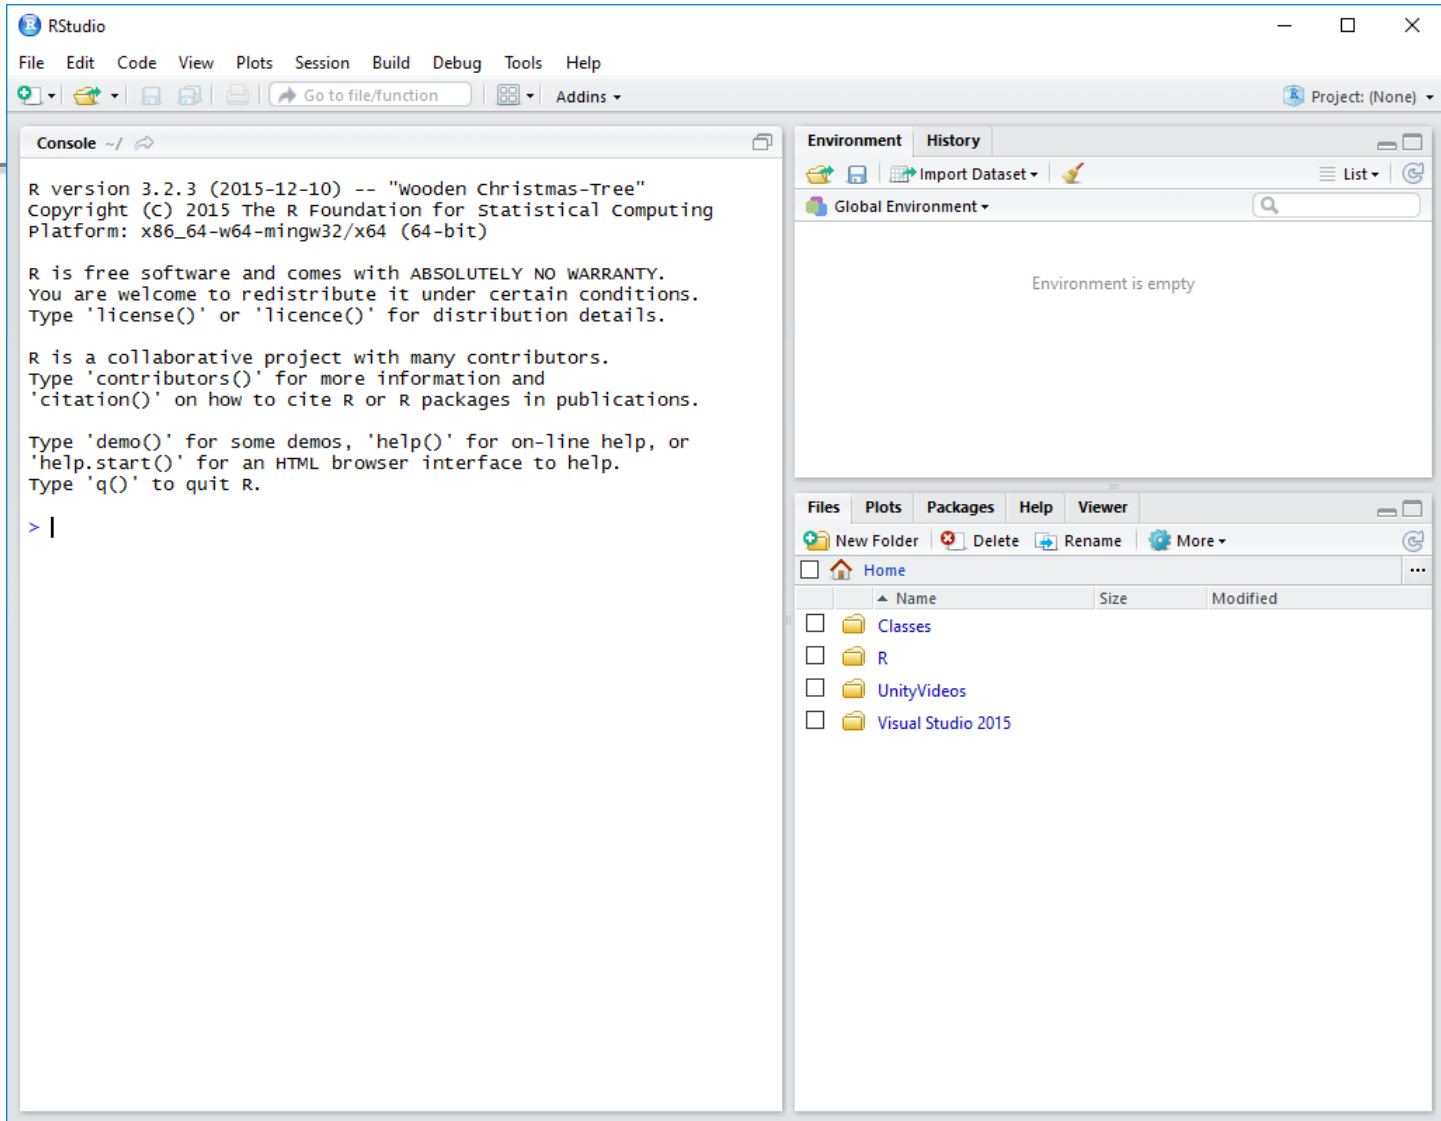 RStudio
File Edit Code View Plots Session Build Debug Tools Help
Go to file/function Addins Project: (None)
Console ~/
R version 3.2.3 (2015-12-10) -- "Wooden Christmas-Tree"
Copyright (C) 2015 The R Foundation for Statistical Computing
Platform: x86_64-w64-mingw32/x64 (64-bit)
R is free software and comes with ABSOLUTELY NO WARRANTY.
You are welcome to redistribute it under certain conditions.
Type 'license()' or 'licence()' for distribution details.
R is a collaborative project with many contributors.
Type 'contributors()' for more information and
'citation()' on how to cite R or R packages in publications.
Type 'demo()' for some demos, 'help()' for on-line help, or
'help.start()' for an HTML browser interface to help.
Type 'q()' to quit R.
>
Environment History
Import Dataset List
Global Environment
Environment is empty
Files Plots Packages Help Viewer
New Folder Delete Rename More
Home ...
Name Size Modified
Classes
R
UnityVideos
Visual Studio 2015